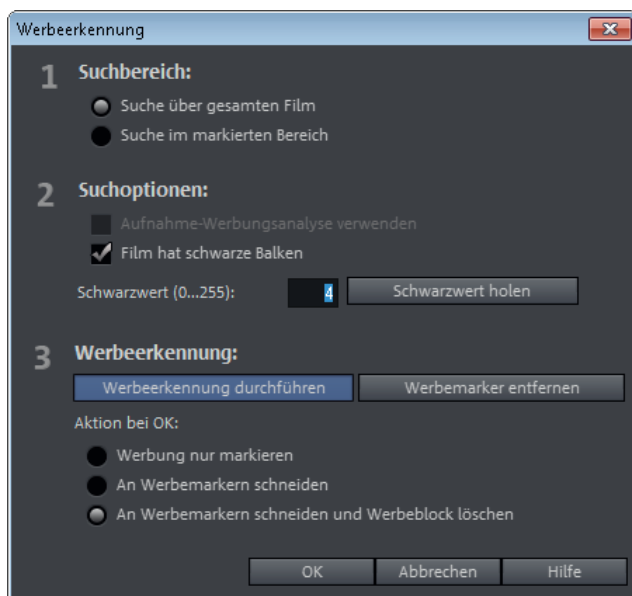 Werbeerkennung
1 Suchbereich:
Suche über gesamten Film
Suche im markierten Bereich
2 Suchoptionen:
Aufnahme-Werbungsanalyse verwenden
Film hat schwarze Balken
Schwarzwert (0...255): 4 Schwarzwert holen
3 Werbeerkennung:
Werbeerkennung durchführen Werbemarker entfernen
Aktion bei OK:
Werbung nur markieren
An Werbemarkern schneiden
An Werbemarkern schneiden und Werbeblock löschen
OK Abbrechen Hilfe